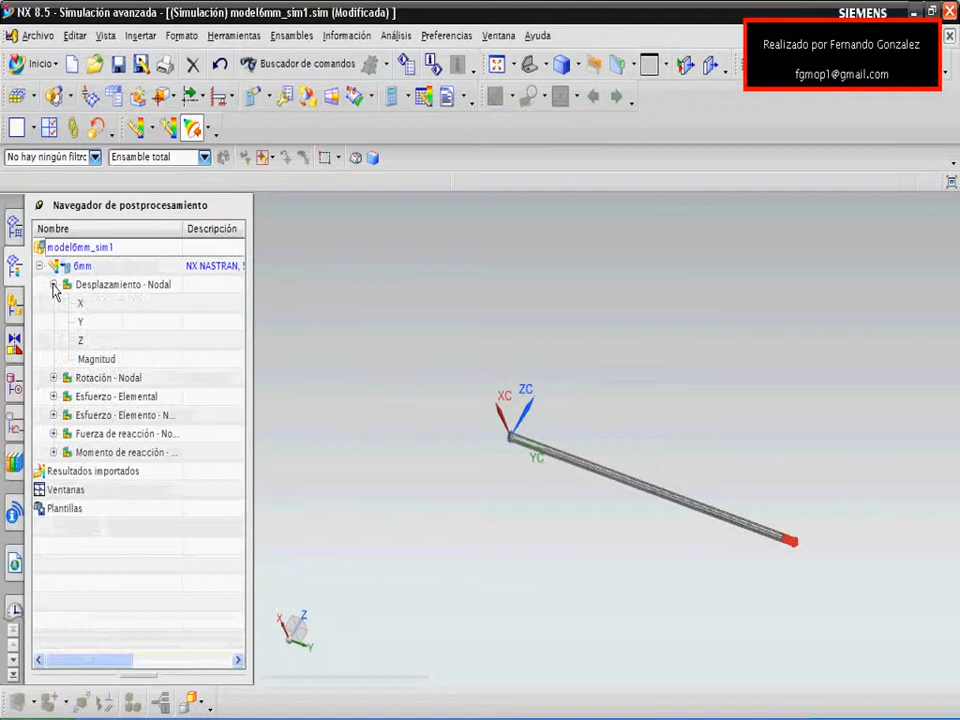 NX 8.5 - Simulación avanzada - [(Simulación) model6mm_sim1.sim (Modificada) ]
SIEMENS
Archivo Editar Vista Insertar Formato Herramientas Ensambles Información Análisis Preferencias Ventana Ayuda
Realizado por Fernando Gonzalez
fgmop1@gmail.com
Inicio
Buscador de comandos
No hay ningún filtro
Ensamble total
Navegador de postprocesamiento
Nombre Descripción
model6mm_sim1
6mm NX NASTRAN, S
Desplazamiento - Nodal
X
Y
Z
Magnitud
Rotación - Nodal
Esfuerzo - Elemental
Esfuerzo - Elemento - N...
Fuerza de reacción - No...
Momento de reacción - ...
Resultados importados
Ventanas
Plantillas
XC ZC
YC
X Z
Y